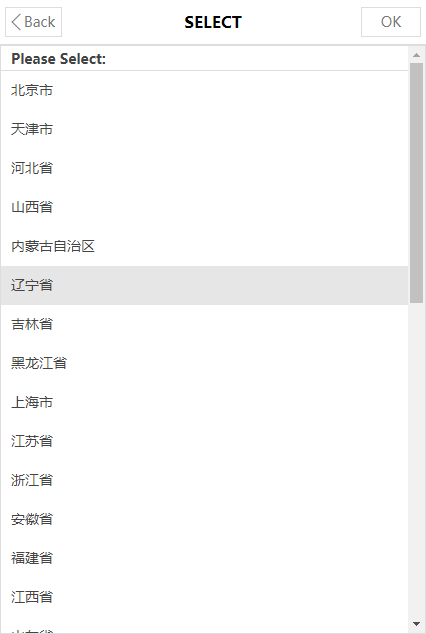 Back
SELECT
OK
Please Select:
北京市
天津市
河北省
山西省
内蒙古自治区
辽宁省
吉林省
黑龙江省
上海市
江苏省
浙江省
安徽省
福建省
江西省